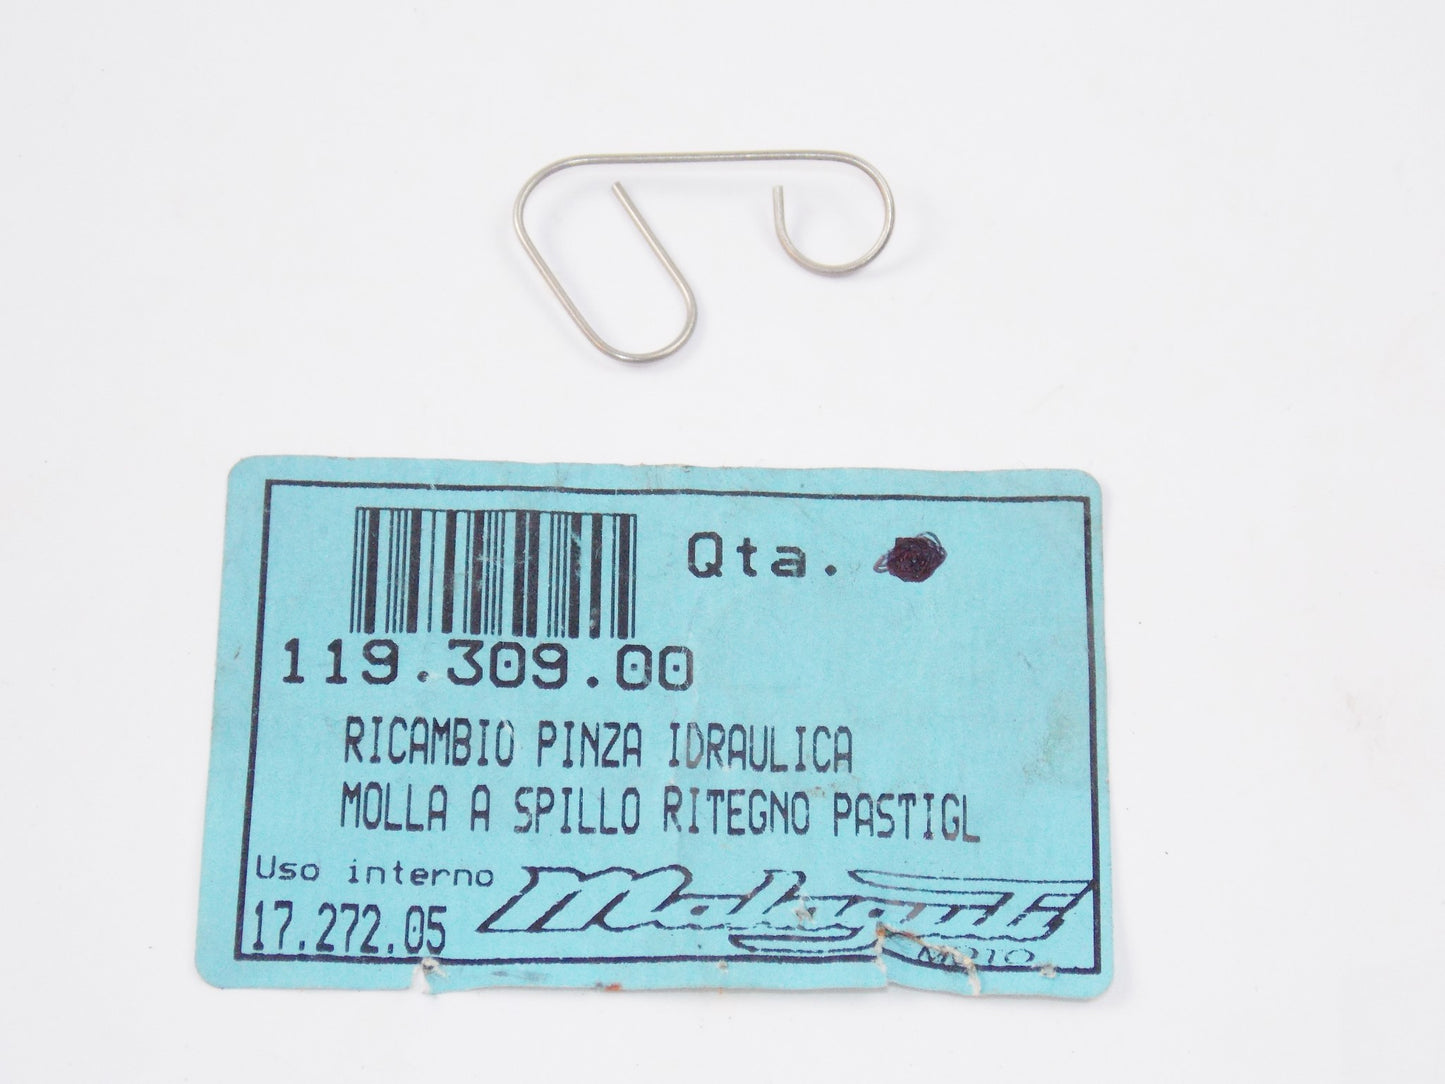 Qta.
119.309.00
RICAMBIO PINZA IDRAULICA
MOLLA A SPILLO RITEGNO PASTIGL
Uso interno
17.272.05
Malaguti
MOTO